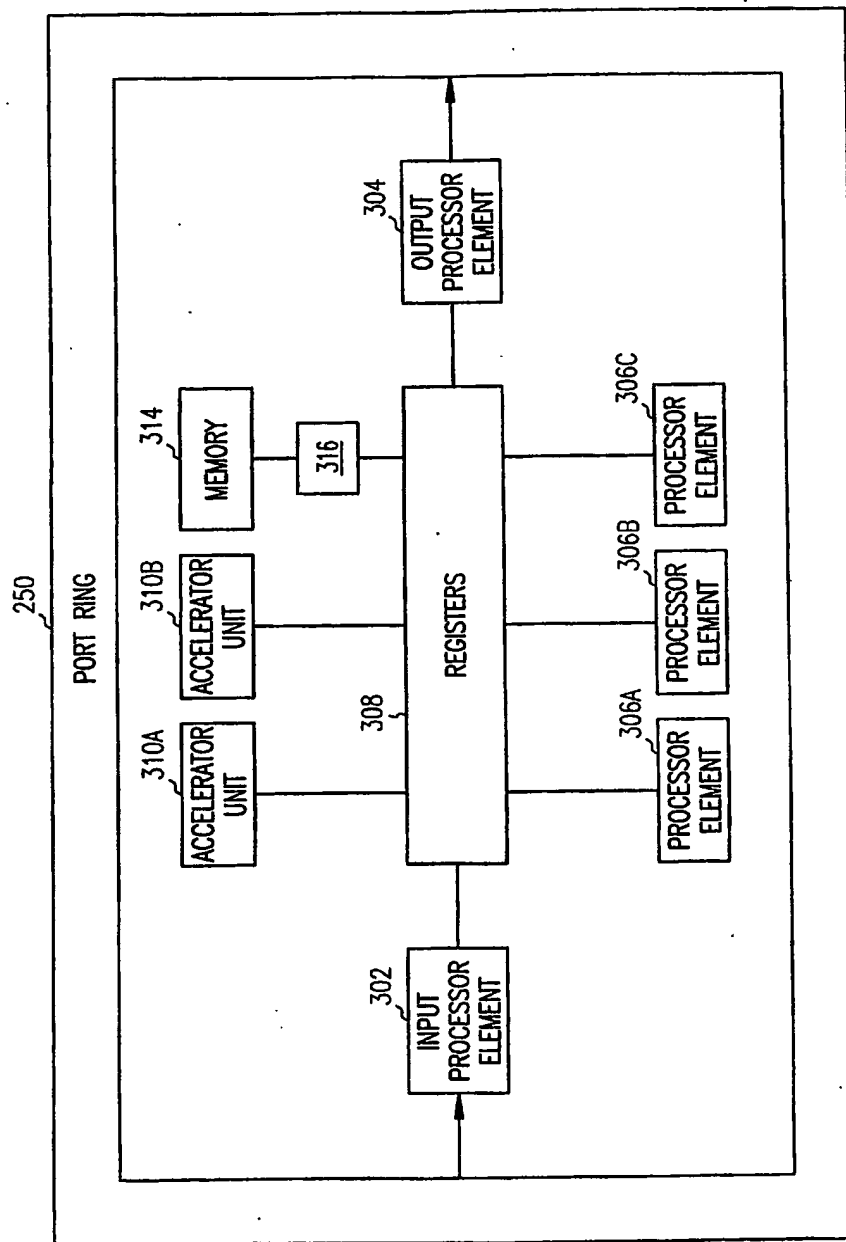 250
PORT RING
310A
ACCELERATOR
UNIT
310B
ACCELERATOR
UNIT
314
MEMORY
316
302
INPUT
PROCESSOR
ELEMENT
308
REGISTERS
304
OUTPUT
PROCESSOR
ELEMENT
306A
PROCESSOR
ELEMENT
306B
PROCESSOR
ELEMENT
306C
PROCESSOR
ELEMENT